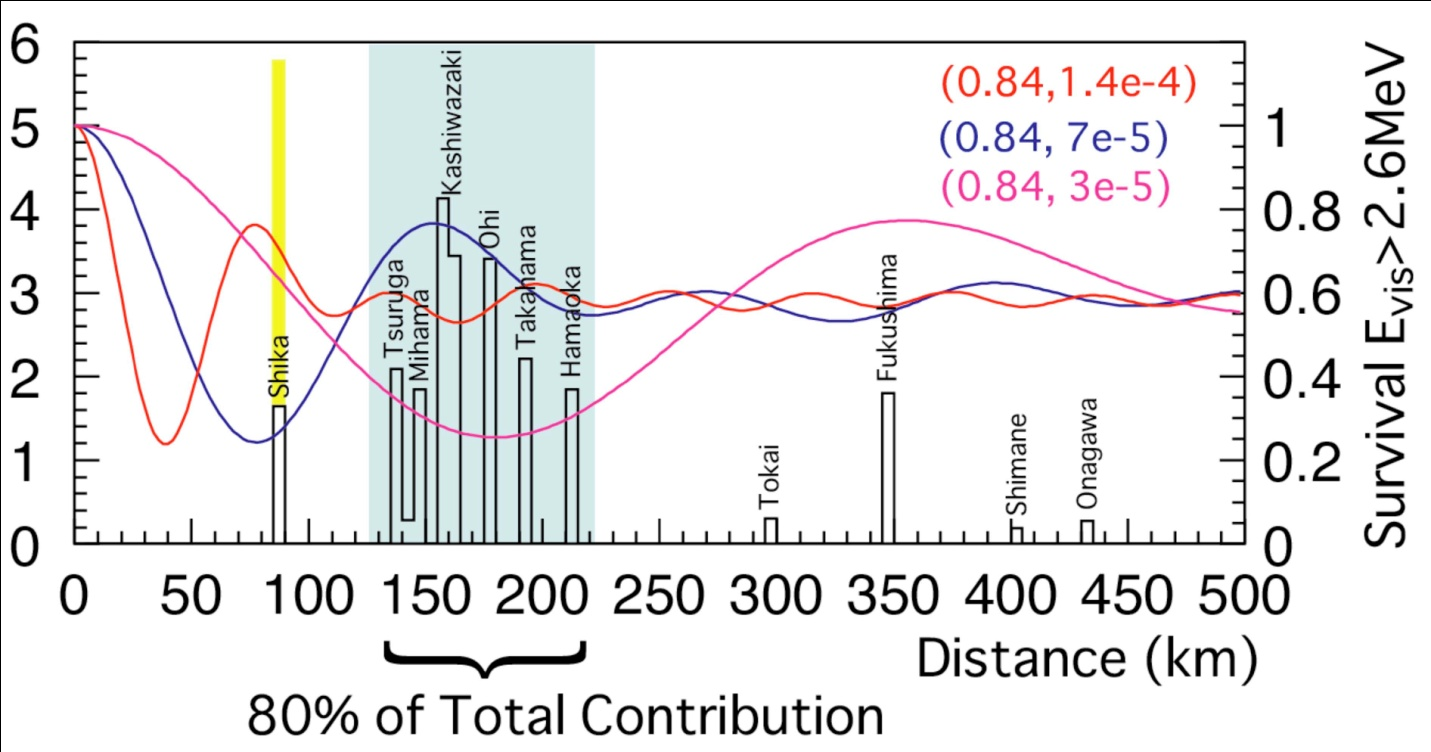 6
5
4
3
2
1
0
(0.84,1.4e-4)
(0.84, 7e-5)
(0.84, 3e-5)
Shika
Tsuruga
Mihama
Kashiwazaki
Ohi
Takahama
Hamaoka
Tokai
Fukushima
Shimane
Onagawa
1
0.8
0.6
0.4
0.2
0
Survival Evis>2.6MeV
0 50 100 150 200 250 300 350 400 450 500
Distance (km)
80% of Total Contribution